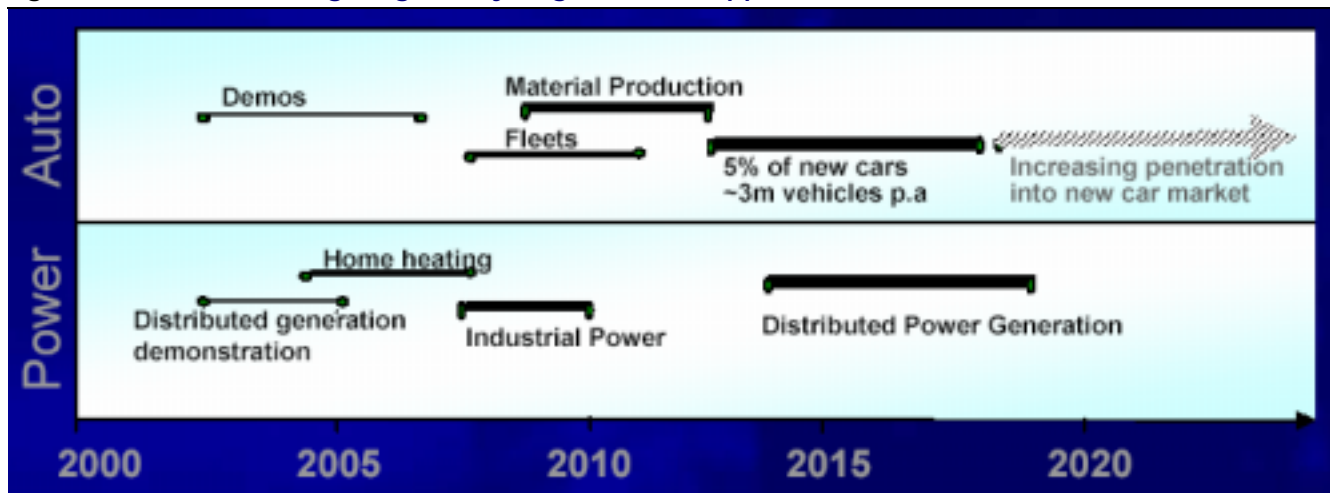 Auto
Demos
Material Production
Fleets
5% of new cars
~3m vehicles p.a
Increasing penetration
into new car market
Power
Home heating
Distributed generation
demonstration
Industrial Power
Distributed Power Generation
2000
2005
2010
2015
2020